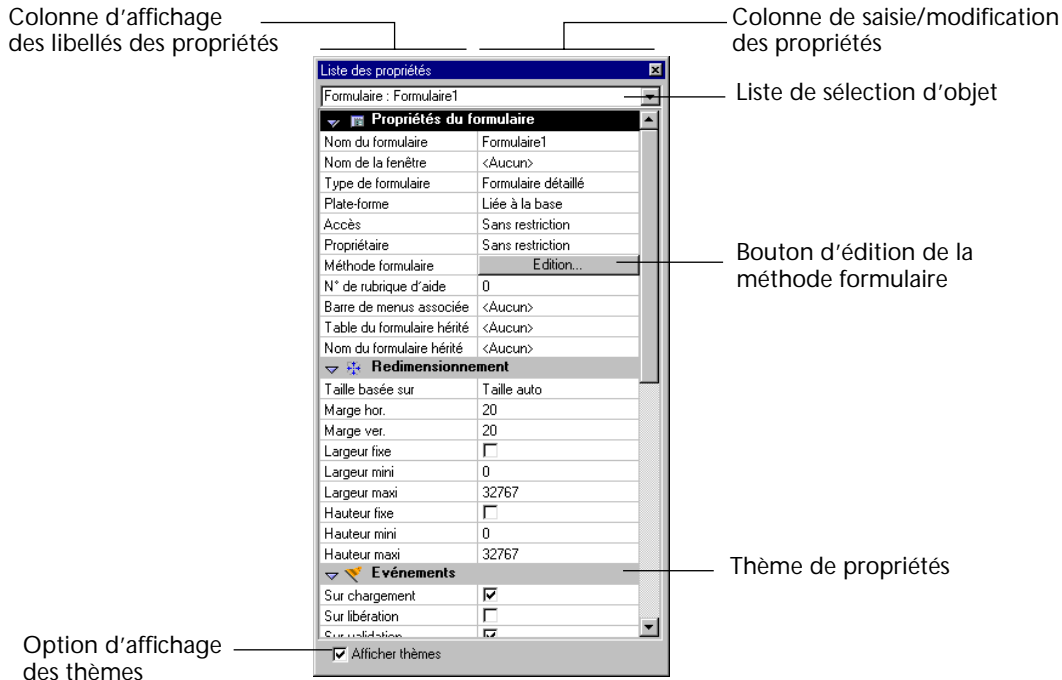 Colonne d'affichage
des libellés des propriétés
Colonne de saisie/modification
des propriétés
Liste des propriétés
Formulaire : Formulaire1
Liste de sélection d'objet
Propriétés du formulaire
Nom du formulaire Formulaire1
Nom de la fenêtre <Aucun>
Type de formulaire Formulaire détaillé
Plate-forme Liée à la base
Accès Sans restriction
Propriétaire Sans restriction
Méthode formulaire Edition...
Bouton d'édition de la
méthode formulaire
N° de rubrique d'aide 0
Barre de menus associée <Aucun>
Table du formulaire hérité <Aucun>
Nom du formulaire hérité <Aucun>
Redimensionnement
Taille basée sur Taille auto
Marge hor. 20
Marge ver. 20
Largeur fixe
Largeur mini 0
Largeur maxi 32767
Hauteur fixe
Hauteur mini 0
Hauteur maxi 32767
Evénements
Thème de propriétés
Sur chargement
Sur libération
Sur validation
Afficher thèmes
Option d'affichage
des thèmes